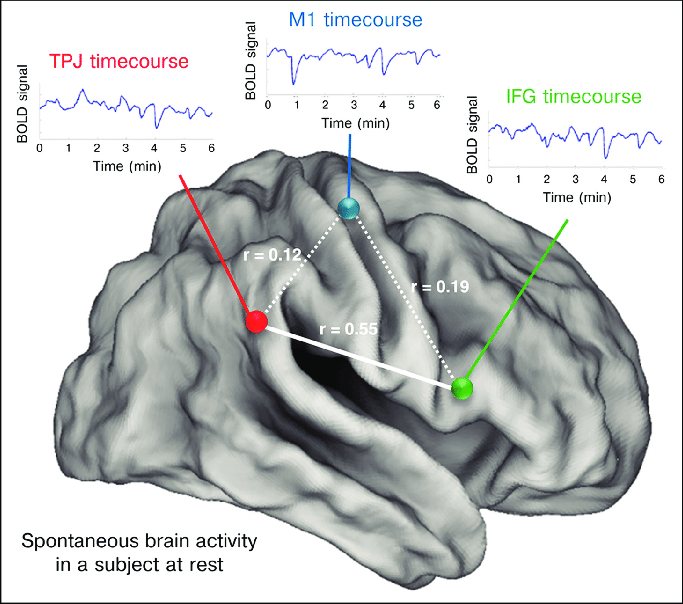 M1 timecourse
BOLD signal
0 1 2 3 4 5 6
Time (min)
TPJ timecourse
BOLD signal
0 1 2 3 4 5 6
Time (min)
IFG timecourse
BOLD signal
0 1 2 3 4 5 6
Time (min)
r = 0.12
r = 0.19
r = 0.55
Spontaneous brain activity
in a subject at rest